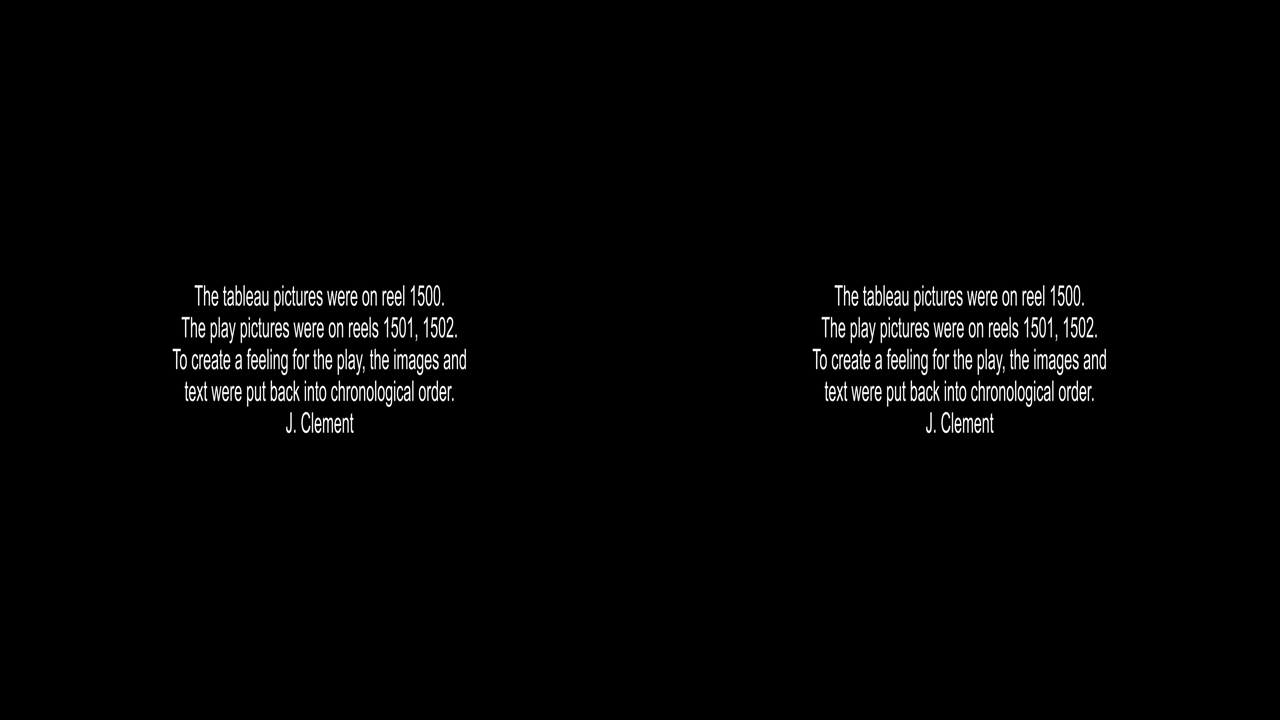 The tableau pictures were on reel 1500.
The play pictures were on reels 1501, 1502.
To create a feeling for the play, the images and
text were put back into chronological order.
J. Clement
The tableau pictures were on reel 1500.
The play pictures were on reels 1501, 1502.
To create a feeling for the play, the images and
text were put back into chronological order.
J. Clement